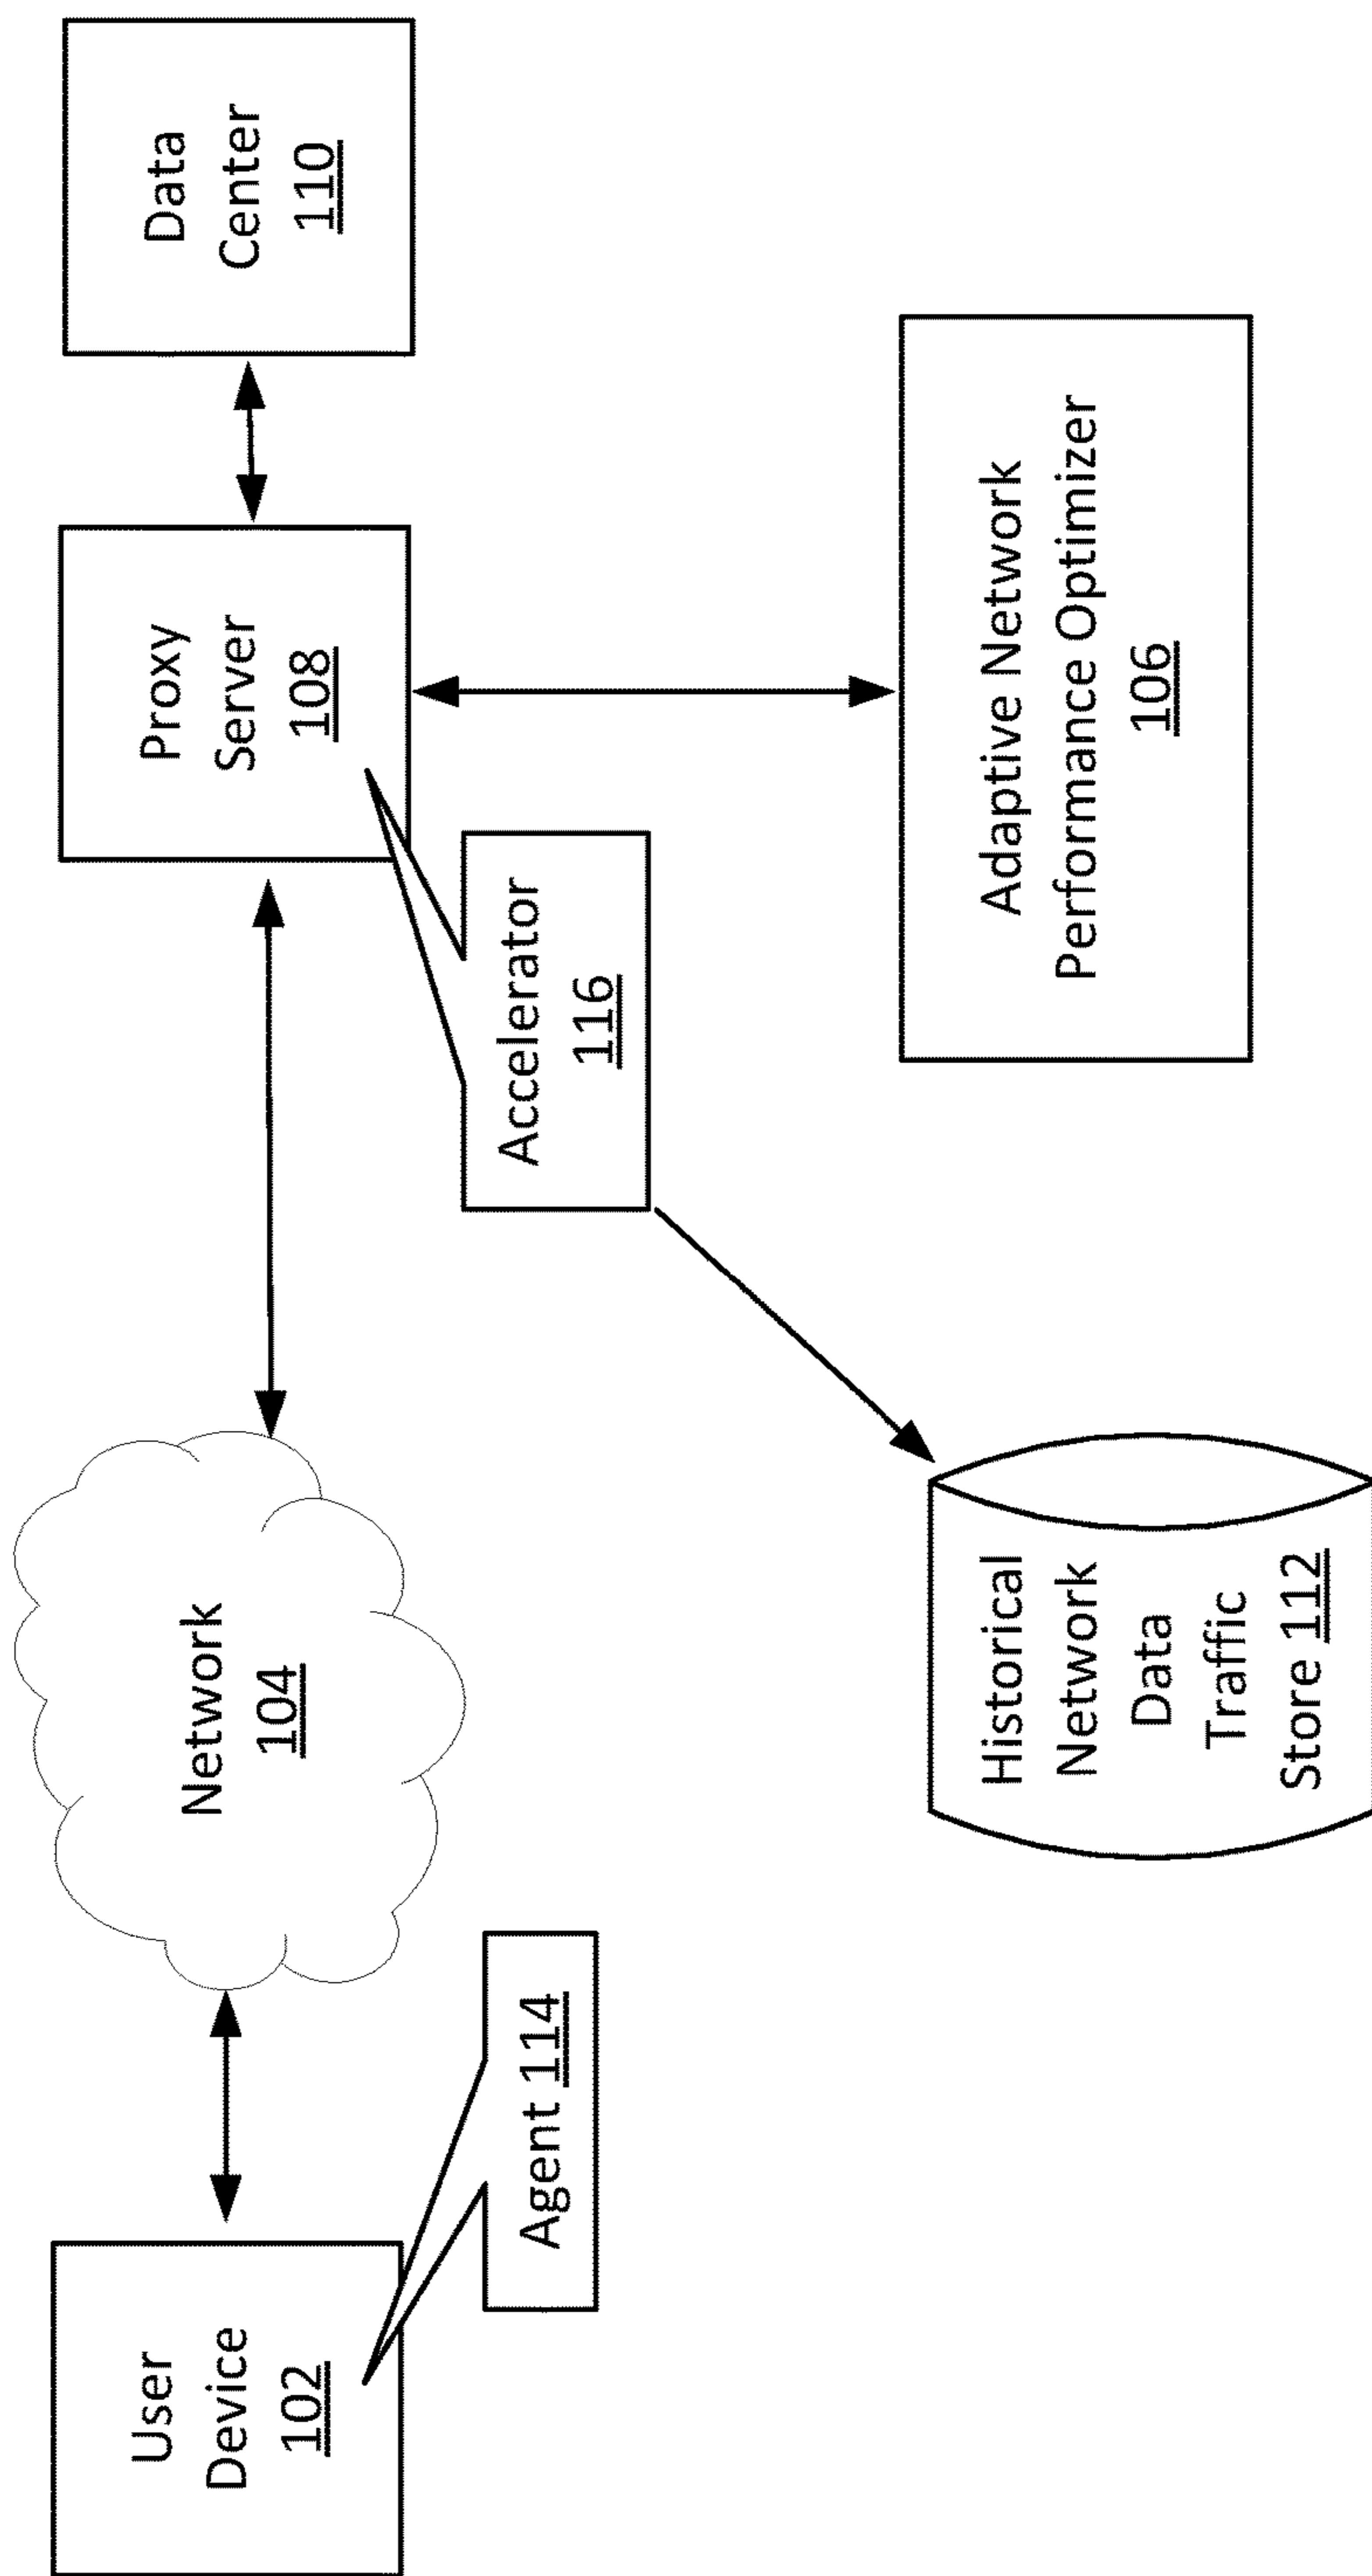 User
Device
102
Agent 114
Network
104
Proxy
Server
108
Accelerator
116
Data
Center
110
Historical
Network
Data
Traffic
Store 112
Adaptive Network
Performance Optimizer
106